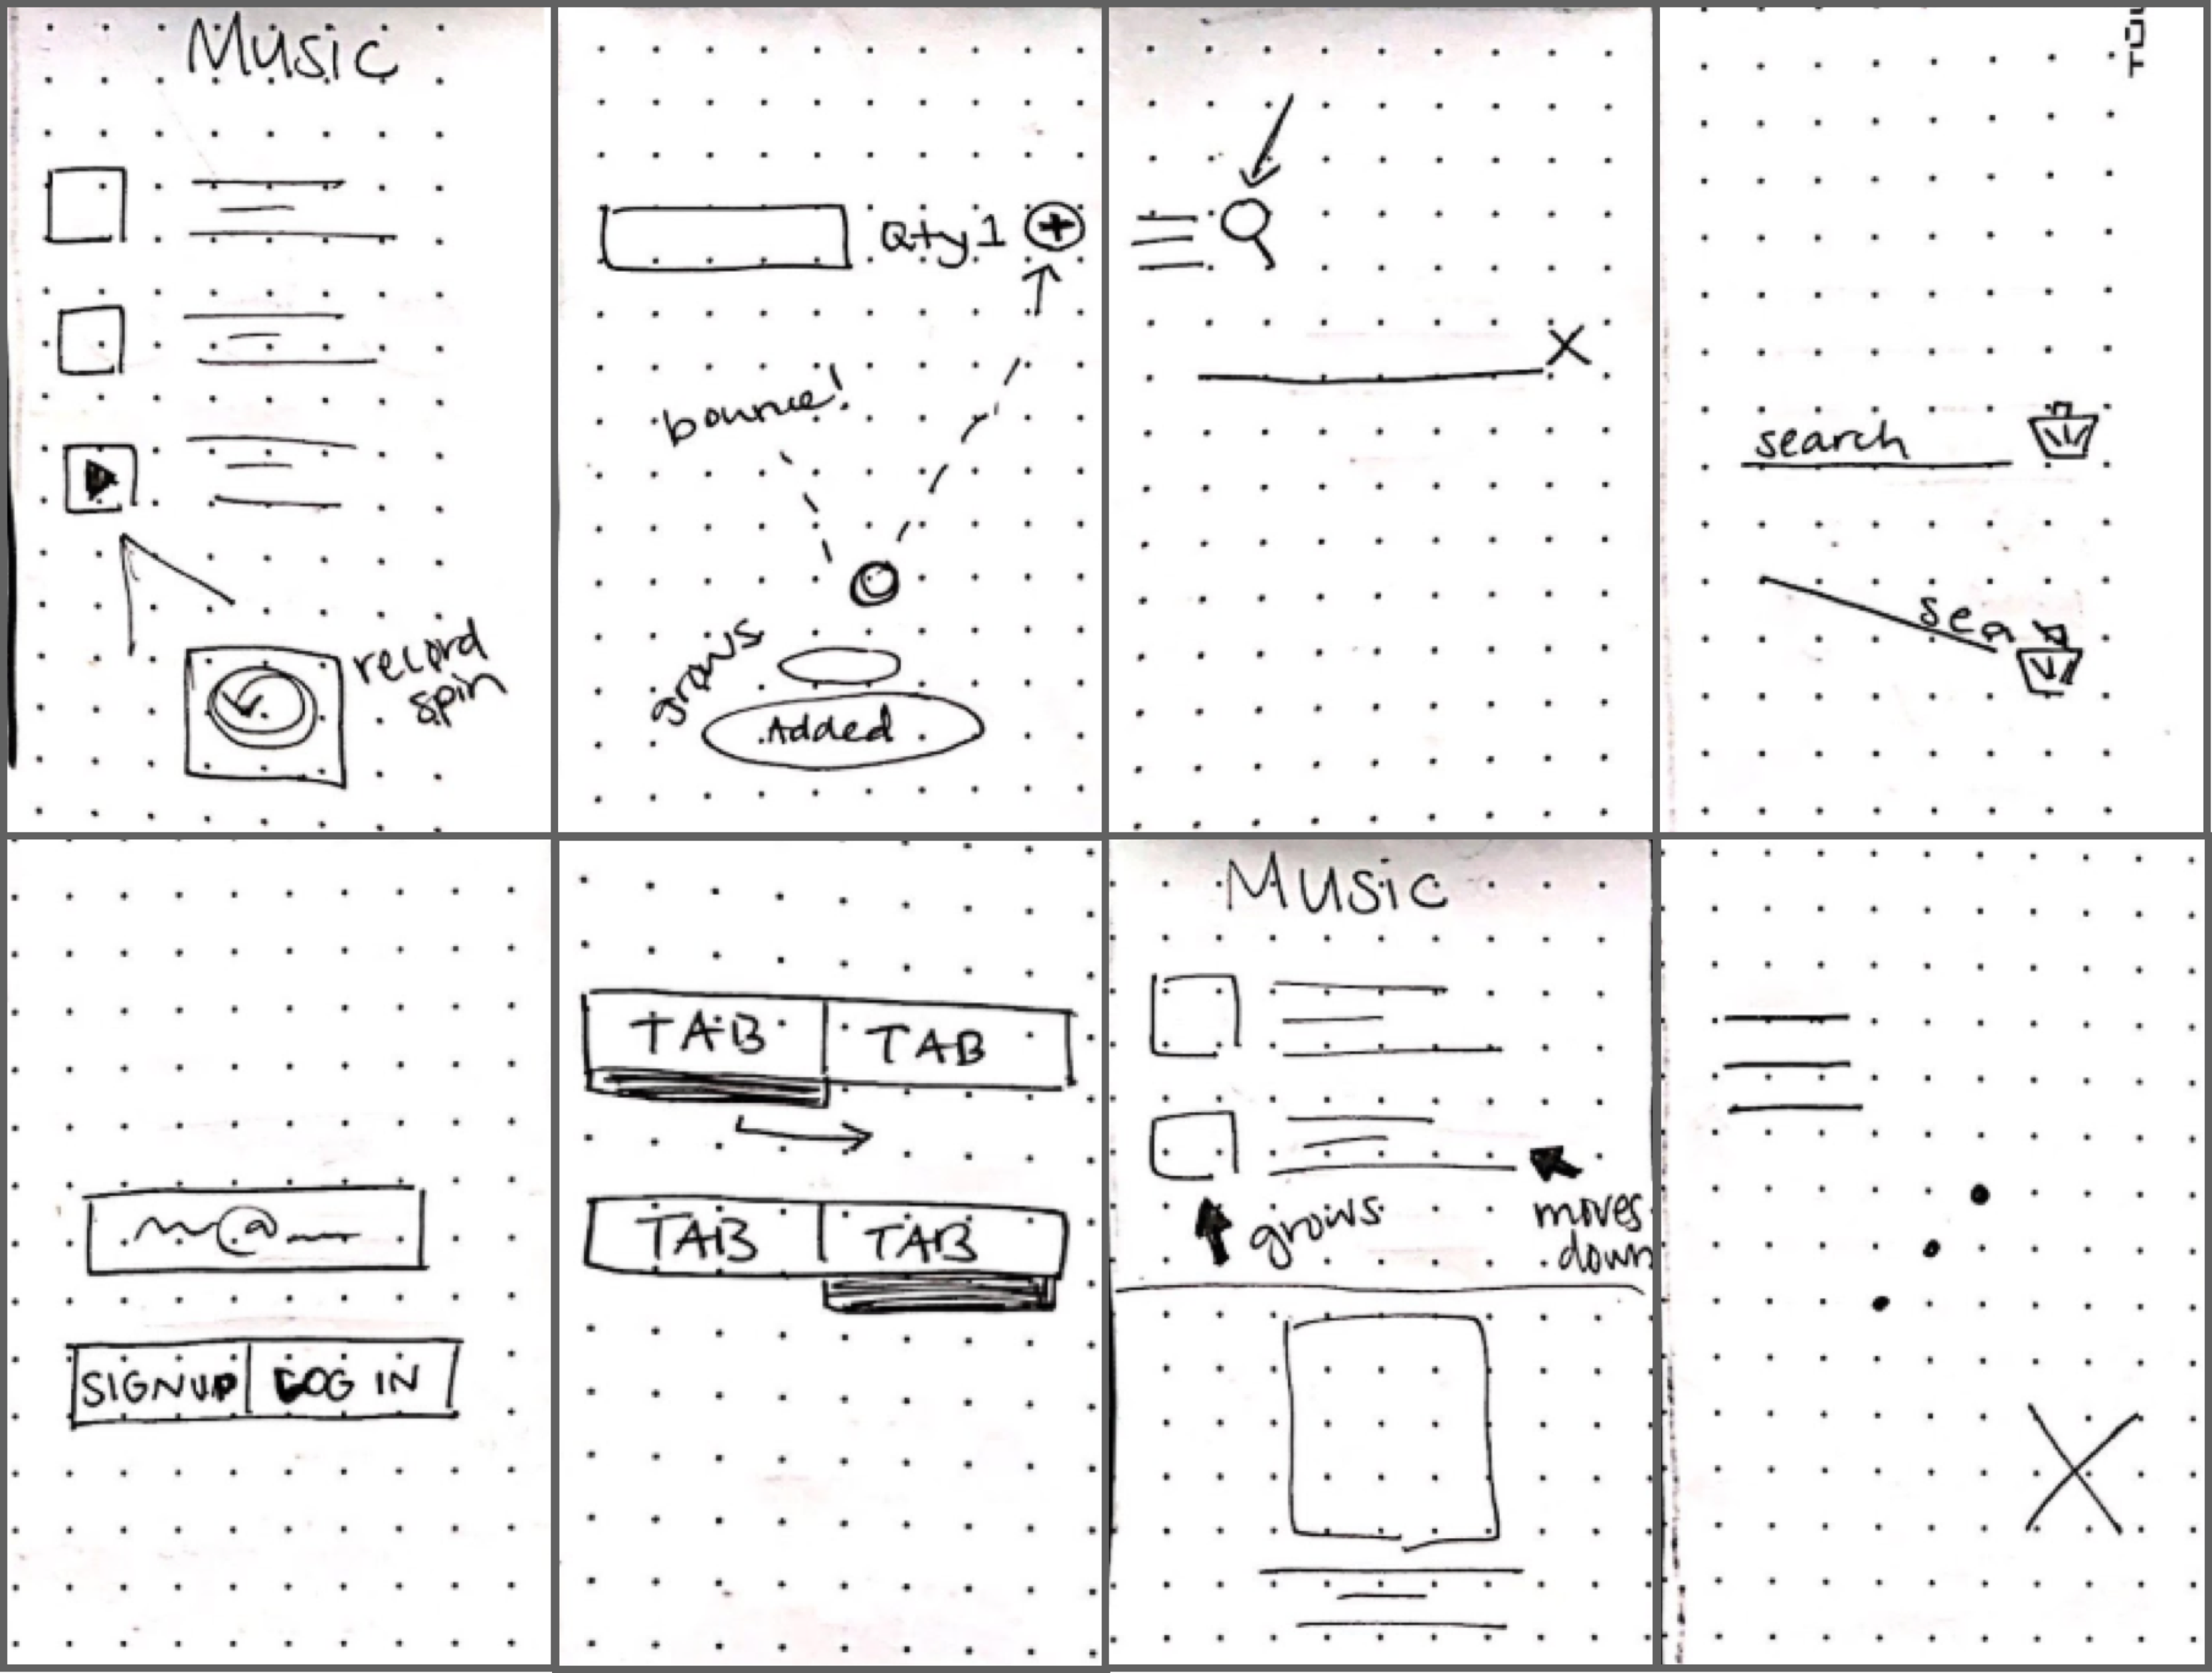 Music
record
spin
Qty 1
bounce!
grows
Added
search
sea
SIGNUP LOG IN
TAB TAB
TAB TAB
Music
grows
moves
down